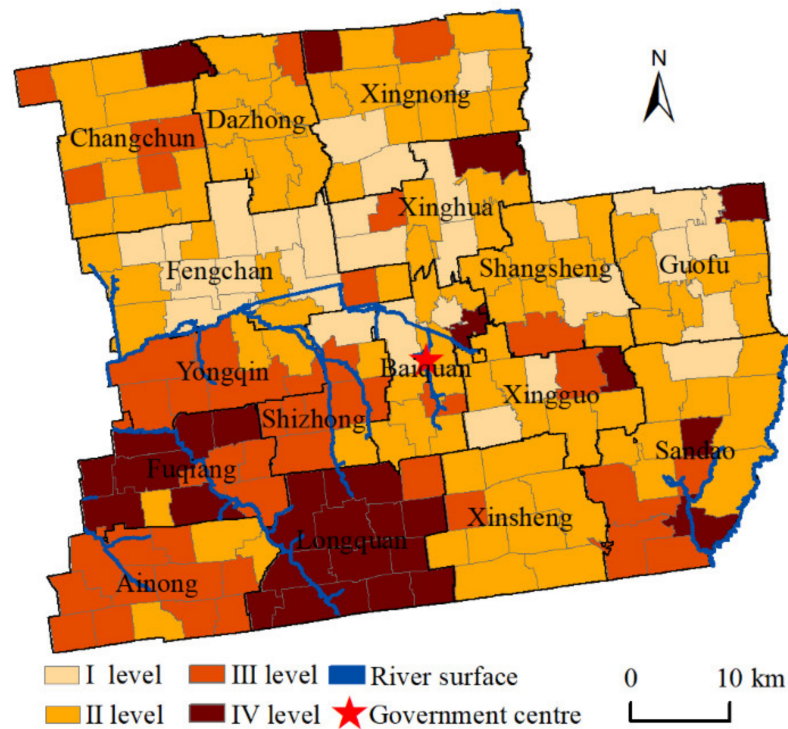 N
Xingnong
Dazhong
Changchun
Xinghua
Shangsheng
Guofu
Fengchan
Yongqin
Baiquan
Xingguo
Shizhong
Sandao
Fuqiang
Xinsheng
Longquan
Ainong
I level
III level
River surface
0 10 km
II level
IV level
Government centre